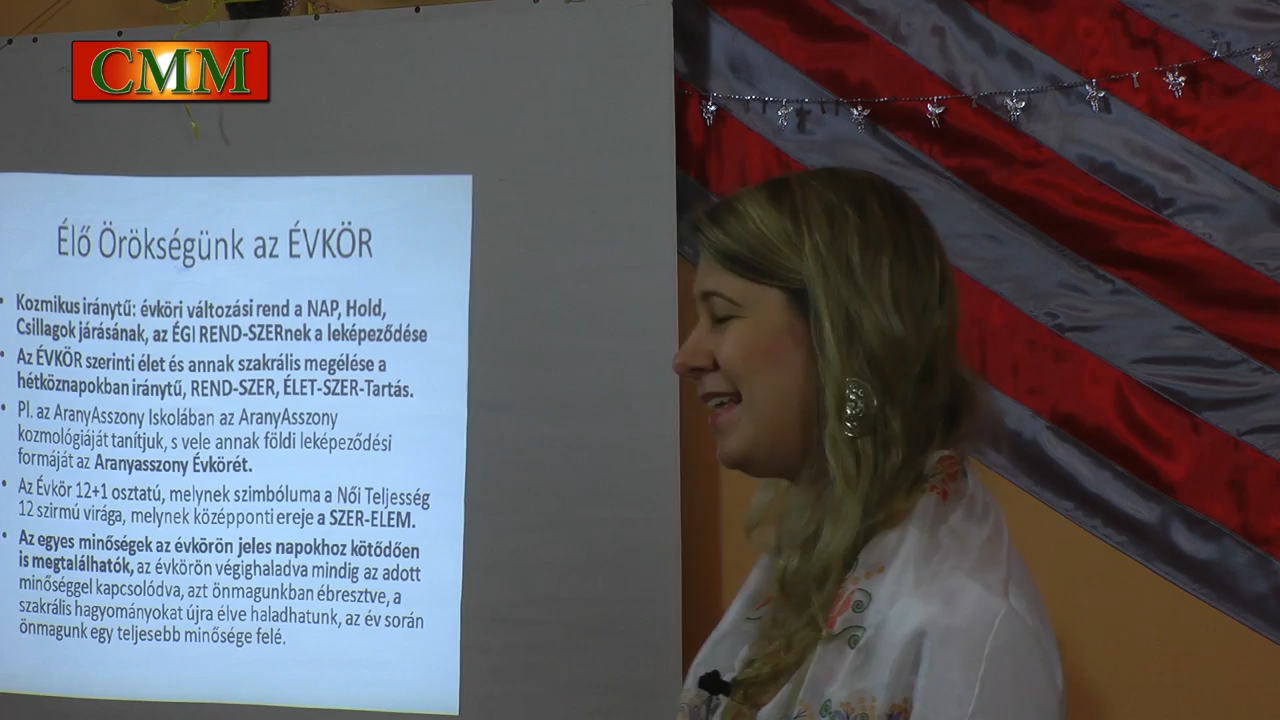 CMM
Élő Örökségünk az ÉVKÖR
• Kozmikus iránytű: évköri változási rend a NAP, Hold,
Csillagok járásának, az ÉGI REND-SZERnek a leképeződése
• Az ÉVKÖR szerinti élet és annak szakrális megélése a
hétköznapokban iránytű, REND-SZER, ÉLET-SZER-Tartás.
• Pl. az AranyAsszony Iskolában az AranyAsszony
kozmológiáját tanítjuk, s vele annak földi leképeződési
formáját az Aranyasszony Évkörét.
• Az Évkör 12+1 osztatú, melynek szimbóluma a Női Teljesség
12 szirmú virága, melynek középponti ereje a SZER-ELEM.
• Az egyes minőségek az évkörön jeles napokhoz kötődően
is megtalálhatók, az évkörön végighaladva mindig az adott
minőséggel kapcsolódva, azt önmagunkban ébresztve, a
szakrális hagyományokat újra élve haladhatunk, az év során
önmagunk egy teljesebb minősége felé.